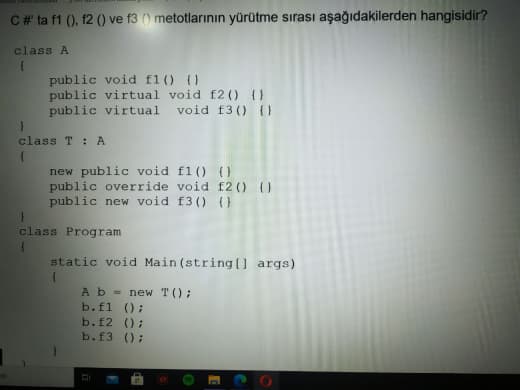 C # ' ta f1 (), f2 () ve f3 () metotlarının yürütme sırası aşağıdakilerden hangisidir?
class A
{
public void f1() {}
public virtual void f2() {}
public virtual void f3() {}
}
class T : A
{
new public void f1() {}
public override void f2() {}
public new void f3() {}
}
class Program
{
static void Main(string[] args)
{
A b = new T();
b.f1 ();
b.f2 ();
b.f3 ();
}
}